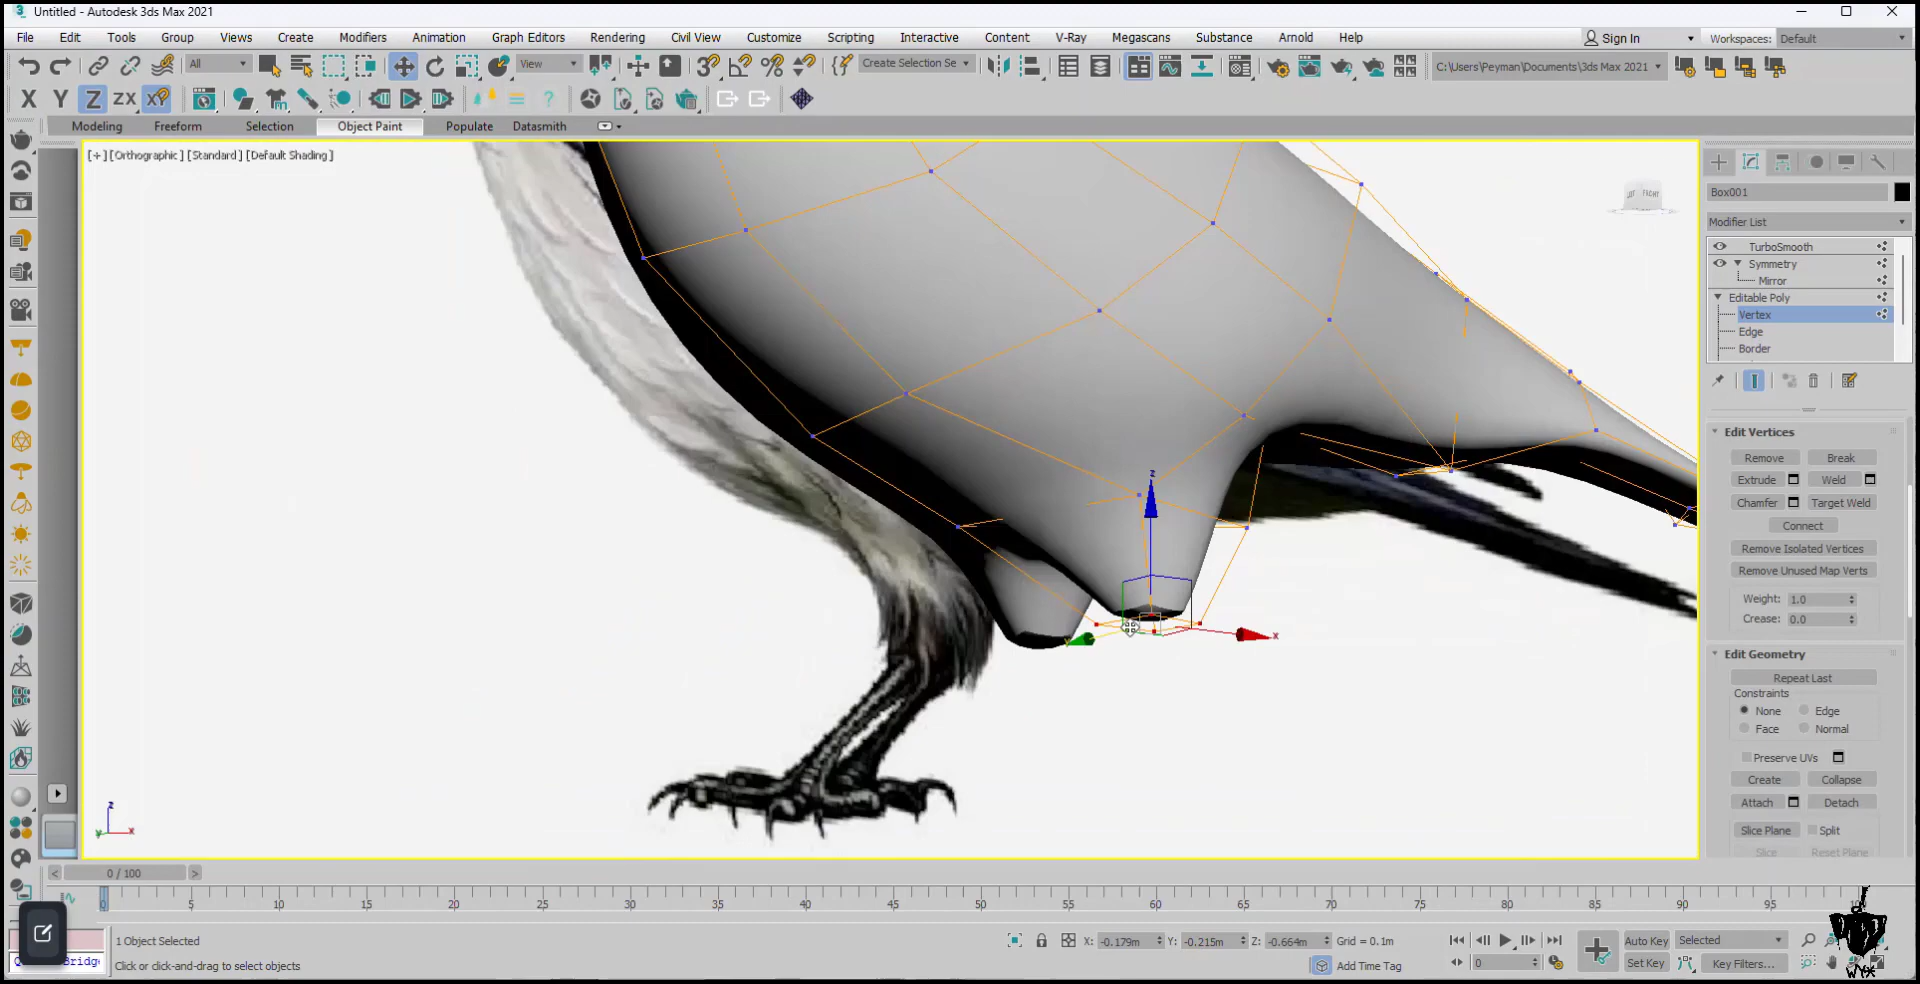 Untitled - Autodesk 3ds Max 2021
File Edit Tools Group Views Create Modifiers Animation Graph Editors Rendering Civil View Customize Scripting Interactive Content V-Ray Megascans Substance Arnold Help
Sign In
Workspaces: Default
All
View
Create Selection Se
C:\Users\Peyman\Documents\3ds Max 2021
X Y Z ZX XP
Modeling Freeform Selection Object Paint Populate Datasmith
[+] [Orthographic] [Standard] [Default Shading]
FRONT
Box001
Modifier List
TurboSmooth
Symmetry
Mirror
Editable Poly
Vertex
Edge
Border
Edit Vertices
Remove Break
Extrude Weld
Chamfer Target Weld
Connect
Remove Isolated Vertices
Remove Unused Map Verts
Weight: 1.0
Crease: 0.0
Edit Geometry
Repeat Last
Constraints
None Edge
Face Normal
Preserve UVs
Create Collapse
Attach Detach
Slice Plane Split
Slice Reset Plane
z
x
z
y x
0 / 100
0 5 10 15 20 25 30 35 40 45 50 55 60 65 70 75 80 85 90 95
1 Object Selected
Click or click-and-drag to select objects
X: -0.179m Y: -0.215m Z: -0.664m Grid = 0.1m
Add Time Tag
0
Auto Key Selected
Set Key Key Filters...